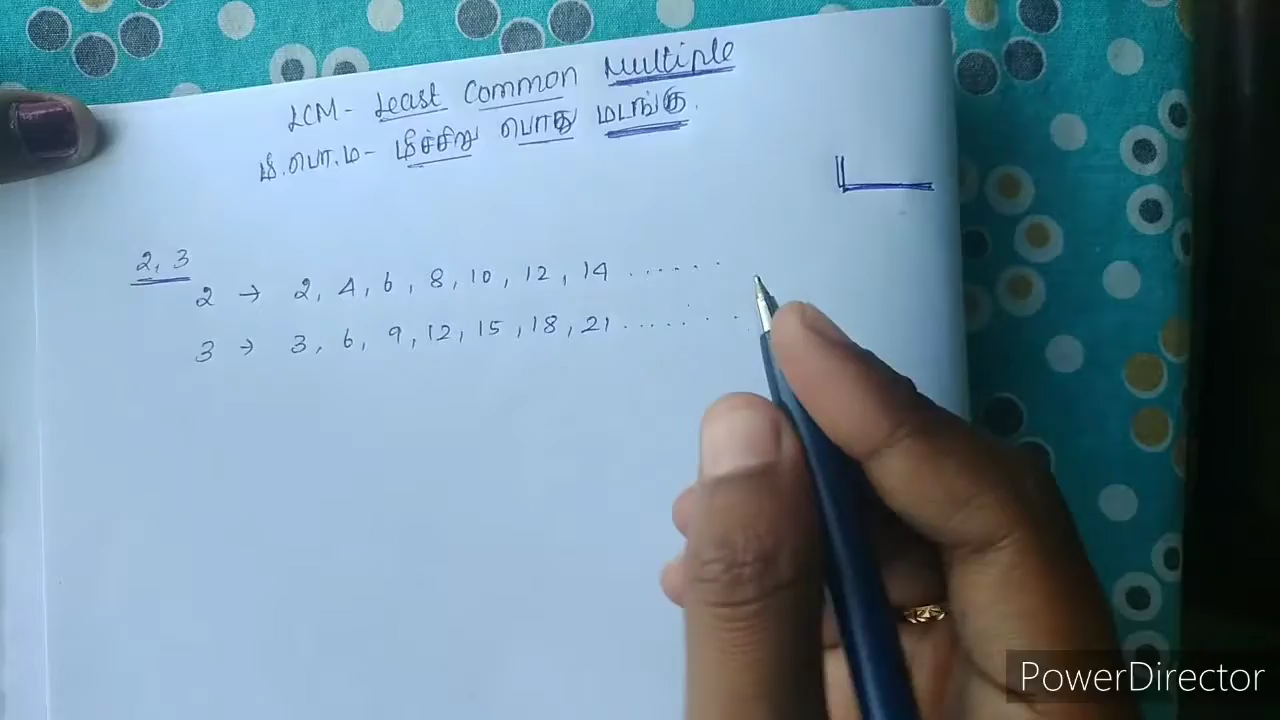 LCM - Least Common Multiple
மீ.பொ.ம - மீச்சிறு பொது மடங்கு.
2, 3
2 → 2, 4, 6, 8, 10, 12, 14 ......
3 → 3, 6, 9, 12, 15, 18, 21 .......
PowerDirector